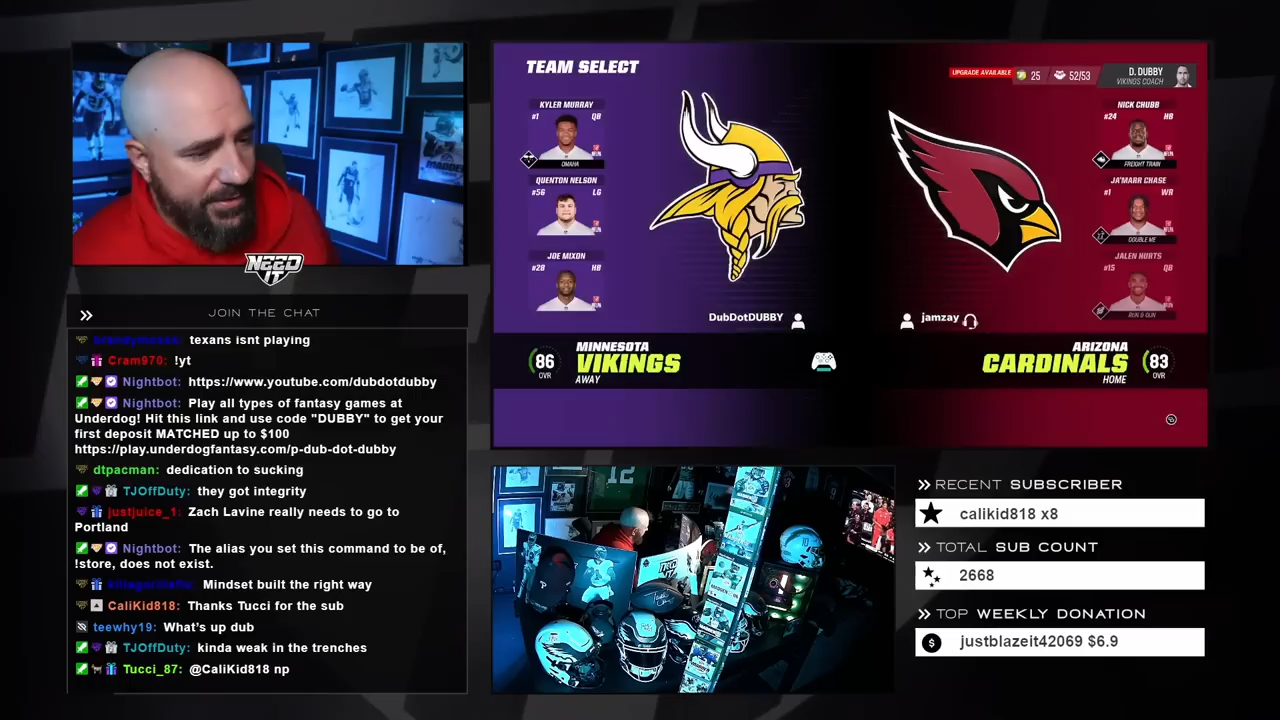 TEAM SELECT
UPGRADE AVAILABLE
25
52/53
D. DUBBY
VIKINGS COACH
KYLER MURRAY
#1
QB
OMAHA
QUENTON NELSON
#56
LG
JOE MIXON
#28
HB
NICK CHUBB
#24
HB
FREIGHT TRAIN
JA'MARR CHASE
#1
WR
DOUBLE ME
JALEN HURTS
#15
QB
RUN & GUN
DubDotDUBBY
jamzay
86
OVR
MINNESOTA
VIKINGS
AWAY
ARIZONA
CARDINALS
HOME
83
OVR
NEED
IT
JOIN THE CHAT
texans isnt playing
Cram970: !yt
Nightbot: https://www.youtube.com/dubdotdubby
Nightbot: Play all types of fantasy games at
Underdog! Hit this link and use code "DUBBY" to get your
first deposit MATCHED up to $100
https://play.underdogfantasy.com/p-dub-dot-dubby
dtpacman: dedication to sucking
TJOffDuty: they got integrity
justjuice_1: Zach Lavine really needs to go to
Portland
Nightbot: The alias you set this command to be of,
!store, does not exist.
Mindset built the right way
CaliKid818: Thanks Tucci for the sub
teewhy19: What's up dub
TJOffDuty: kinda weak in the trenches
Tucci_87: @CaliKid818 np
12
RECENT SUBSCRIBER
calikid818 x8
TOTAL SUB COUNT
2668
TOP WEEKLY DONATION
justblazeit42069 $6.9